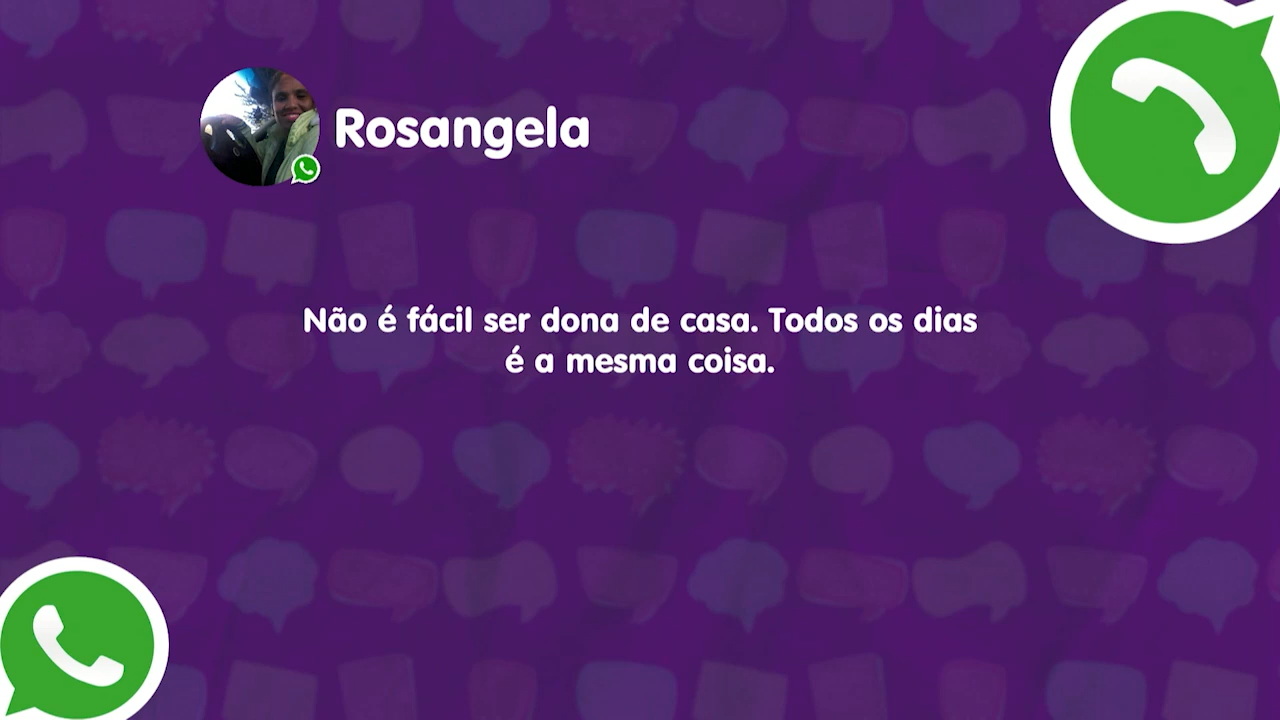 Rosangela
Não é fácil ser dona de casa. Todos os dias
é a mesma coisa.